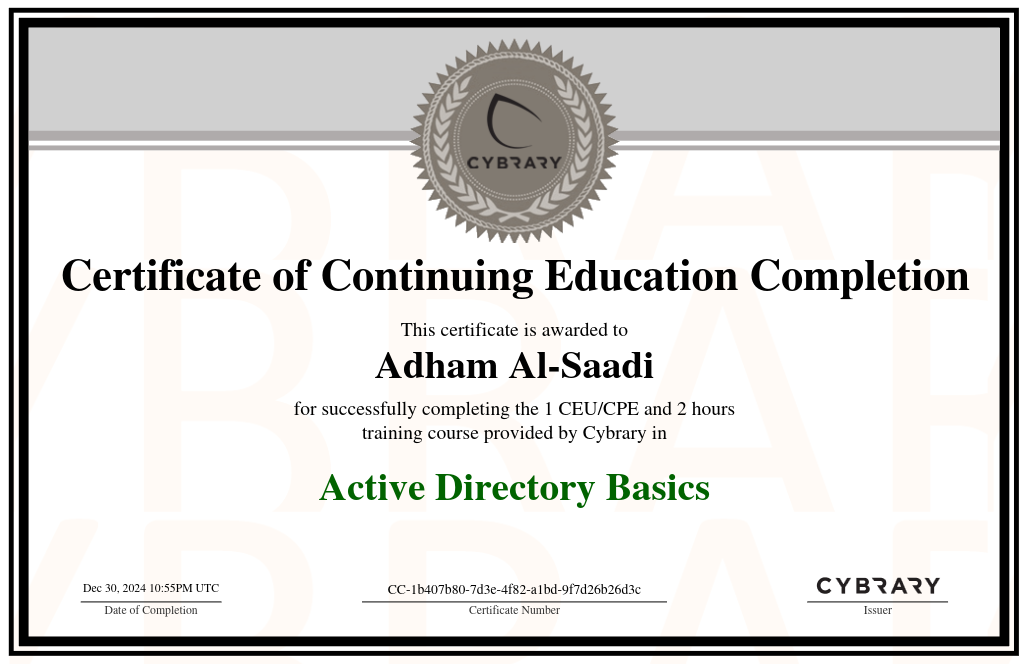 CYBRARY
Certificate of Continuing Education Completion
This certificate is awarded to
Adham Al-Saadi
for successfully completing the 1 CEU/CPE and 2 hours
training course provided by Cybrary in
Active Directory Basics
Dec 30, 2024 10:55PM UTC
Date of Completion
CC-1b407b80-7d3e-4f82-a1bd-9f7d26b26d3c
Certificate Number
CYBRARY
Issuer